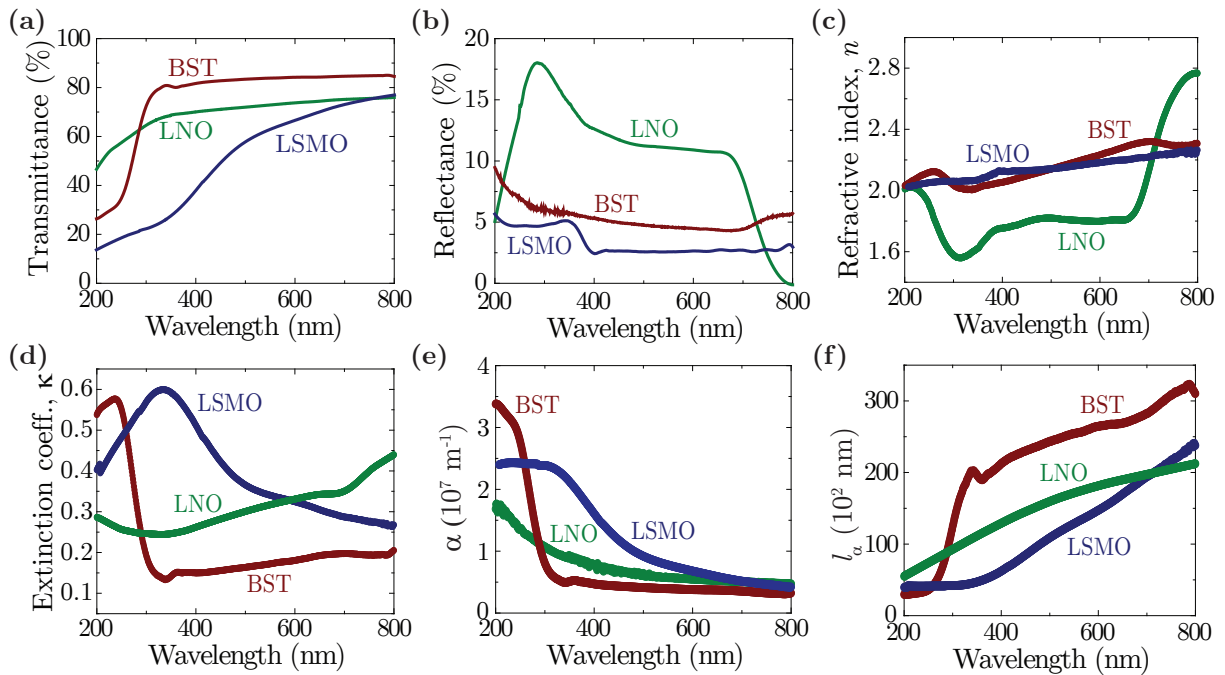 (a)
Transmittance (%)
100
80
60
40
20
0
BST
LNO
LSMO
200
400
600
800
Wavelength (nm)
(b)
Reflectance (%)
20
15
10
5
0
LNO
BST
LSMO
200
400
600
800
Wavelength (nm)
(c)
Refractive index, n
2.8
2.4
2.0
1.6
BST
LSMO
LNO
200
400
600
800
Wavelength (nm)
(d)
Extinction coeff., κ
0.6
0.5
0.4
0.3
0.2
0.1
LSMO
LNO
BST
200
400
600
800
Wavelength (nm)
(e)
α (10⁷ m⁻¹)
4
3
2
1
0
BST
LSMO
LNO
200
400
600
800
Wavelength (nm)
(f)
lα (10² nm)
300
200
100
0
BST
LNO
LSMO
200
400
600
800
Wavelength (nm)